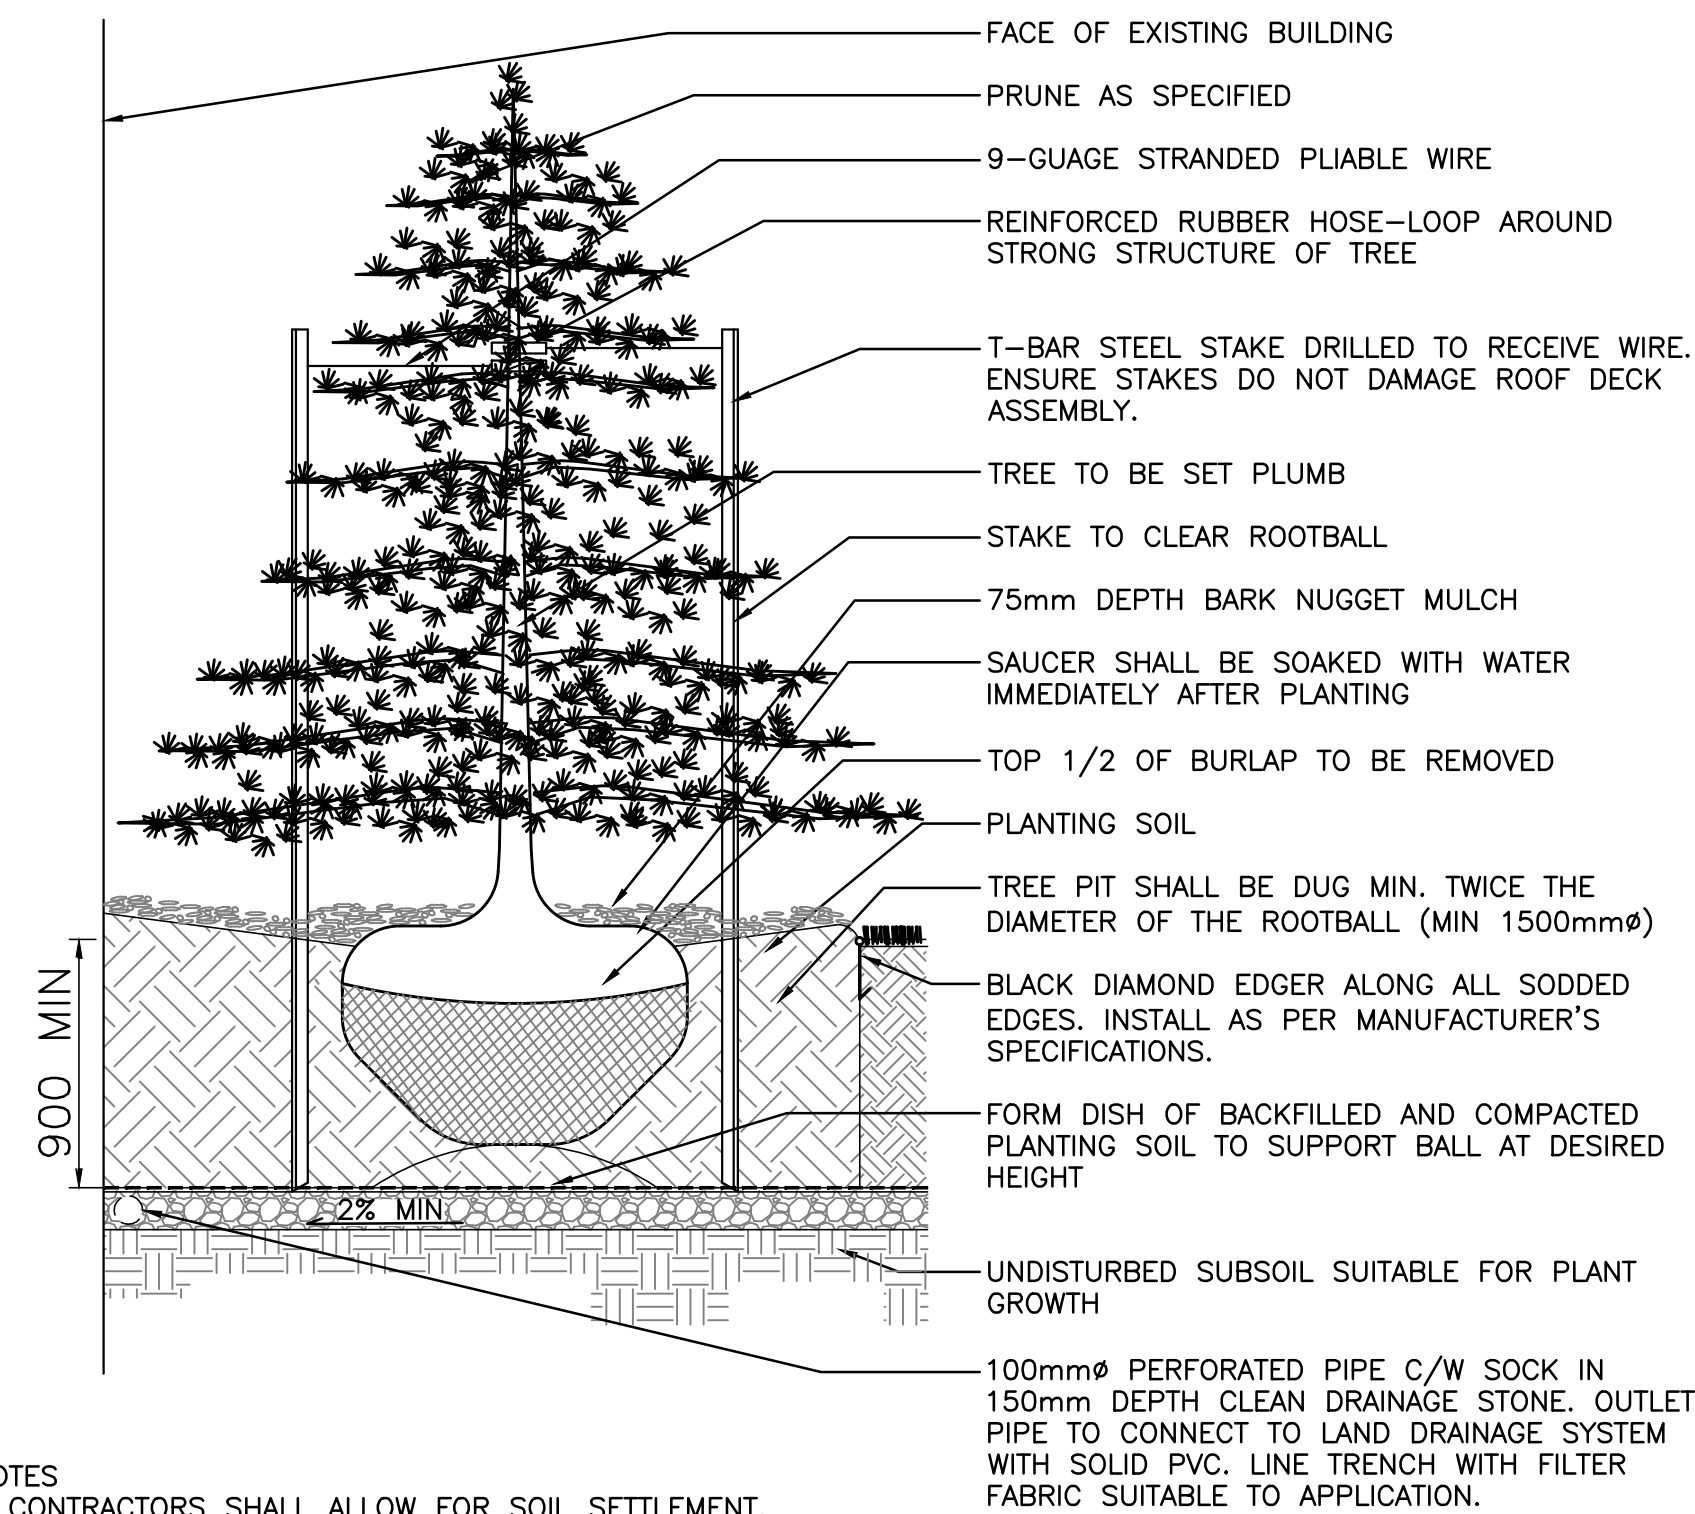 FACE OF EXISTING BUILDING
PRUNE AS SPECIFIED
9-GUAGE STRANDED PLIABLE WIRE
REINFORCED RUBBER HOSE-LOOP AROUND
STRONG STRUCTURE OF TREE
T-BAR STEEL STAKE DRILLED TO RECEIVE WIRE.
ENSURE STAKES DO NOT DAMAGE ROOF DECK
ASSEMBLY.
TREE TO BE SET PLUMB
STAKE TO CLEAR ROOTBALL
75mm DEPTH BARK NUGGET MULCH
SAUCER SHALL BE SOAKED WITH WATER
IMMEDIATELY AFTER PLANTING
TOP 1/2 OF BURLAP TO BE REMOVED
PLANTING SOIL
TREE PIT SHALL BE DUG MIN. TWICE THE
DIAMETER OF THE ROOTBALL (MIN 1500mmø)
BLACK DIAMOND EDGER ALONG ALL SODDED
EDGES. INSTALL AS PER MANUFACTURER'S
SPECIFICATIONS.
900 MIN
FORM DISH OF BACKFILLED AND COMPACTED
PLANTING SOIL TO SUPPORT BALL AT DESIRED
HEIGHT
2% MIN
UNDISTURBED SUBSOIL SUITABLE FOR PLANT
GROWTH
100mmø PERFORATED PIPE C/W SOCK IN
150mm DEPTH CLEAN DRAINAGE STONE. OUTLET
PIPE TO CONNECT TO LAND DRAINAGE SYSTEM
WITH SOLID PVC. LINE TRENCH WITH FILTER
FABRIC SUITABLE TO APPLICATION.
OTES
CONTRACTORS SHALL ALLOW FOR SOIL SETTLEMENT.